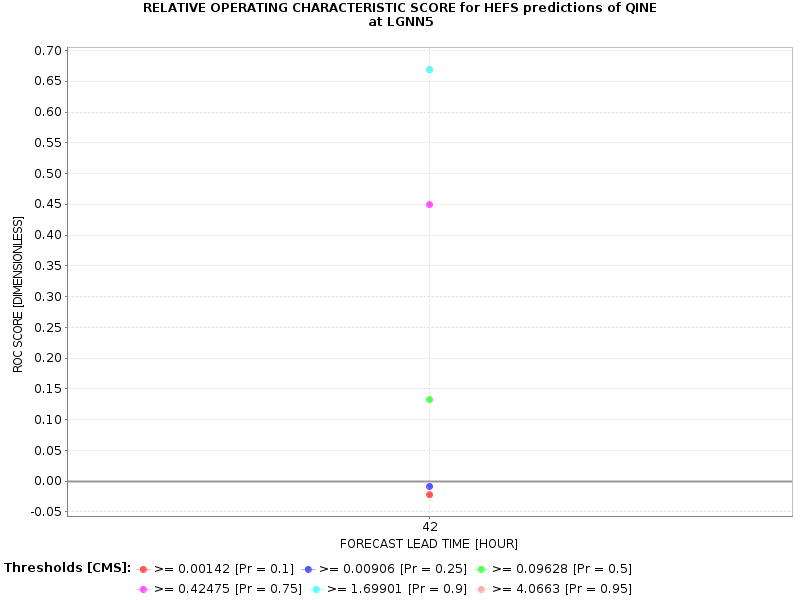 RELATIVE OPERATING CHARACTERISTIC SCORE for HEFS predictions of QINE
at LGNN5
0.70
0.65
0.60
0.55
0.50
0.45
0.40
0.35
0.30
0.25
0.20
0.15
0.10
0.05
0.00
-0.05
ROC SCORE [DIMENSIONLESS]
42
FORECAST LEAD TIME [HOUR]
Thresholds [CMS]: >= 0.00142 [Pr = 0.1] >= 0.00906 [Pr = 0.25] >= 0.09628 [Pr = 0.5]
>= 0.42475 [Pr = 0.75] >= 1.69901 [Pr = 0.9] >= 4.0663 [Pr = 0.95]